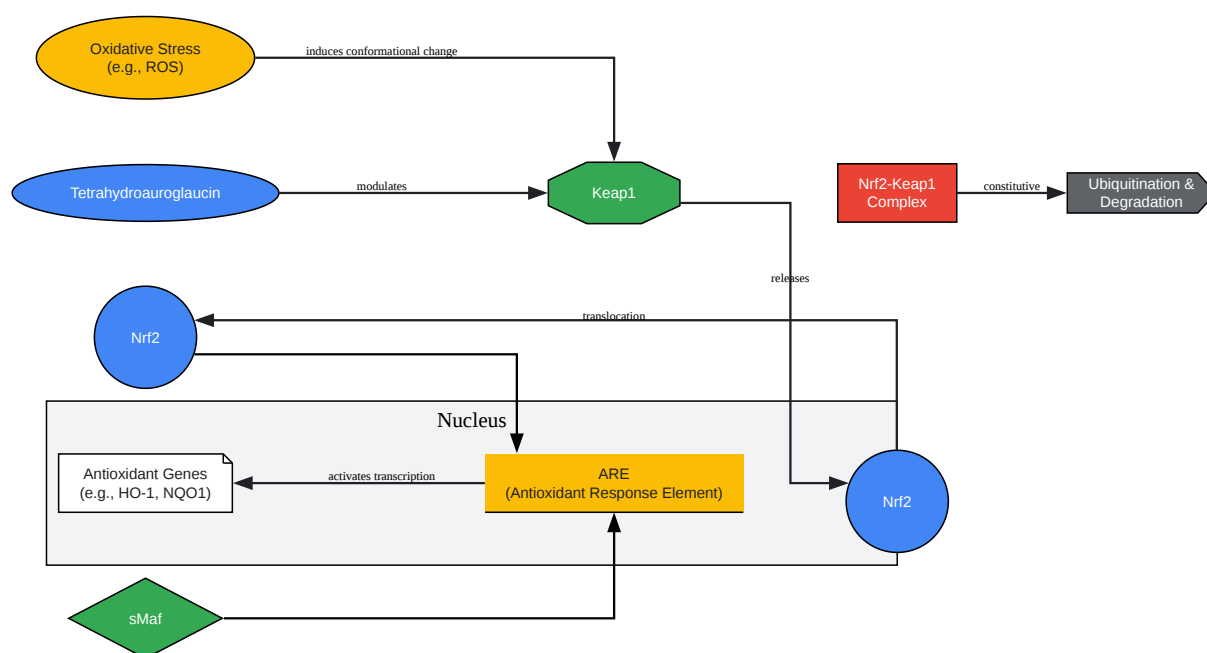 Oxidative Stress
(e.g., ROS)
induces conformational change
Tetrahydroauroglaucin
modulates
Keap1
Nrf2-Keap1
Complex
constitutive
Ubiquitination &
Degradation
releases
translocation
Nrf2
Nucleus
Antioxidant Genes
(e.g., HO-1, NQO1)
activates transcription
ARE
(Antioxidant Response Element)
Nrf2
sMaf